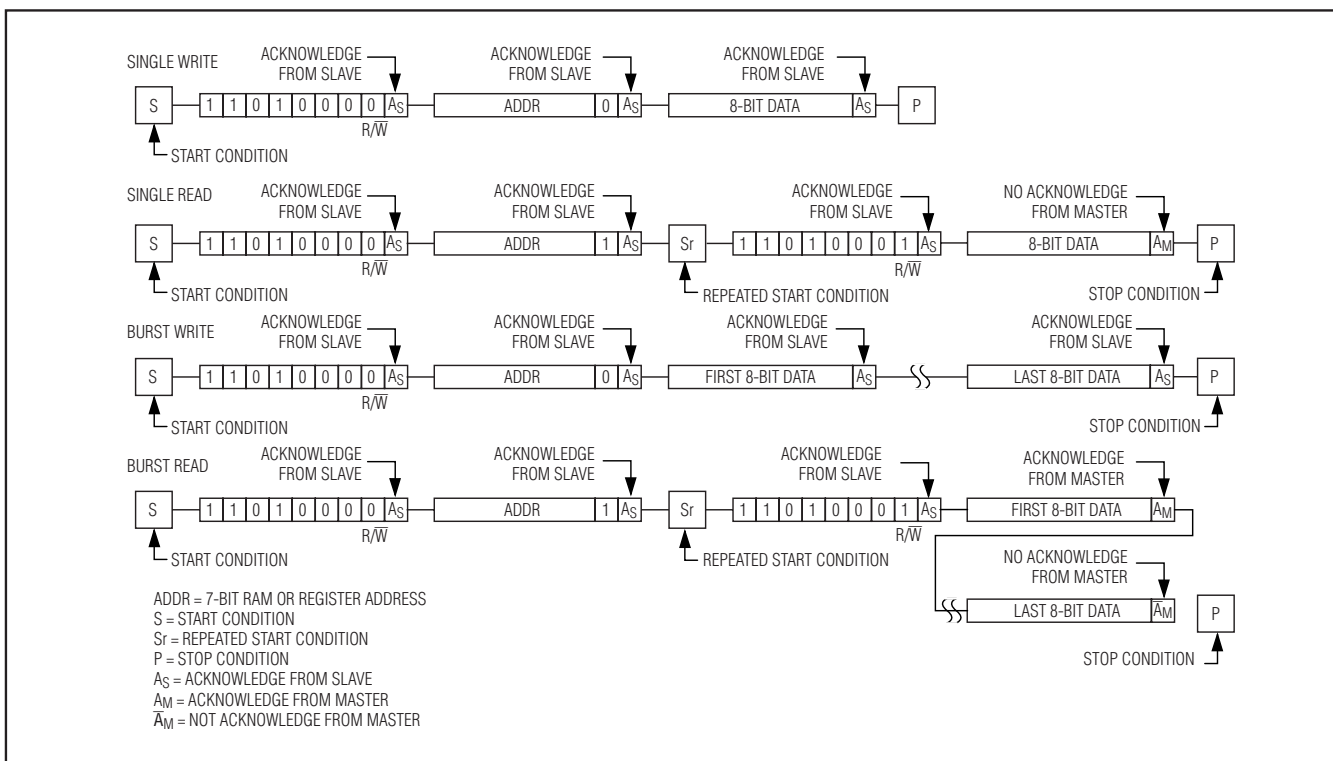 SINGLE WRITE
ACKNOWLEDGE FROM SLAVE
ACKNOWLEDGE FROM SLAVE
ACKNOWLEDGE FROM SLAVE
S 1 1 0 1 0 0 0 0 AS ADDR 0 AS 8-BIT DATA AS P
R/W̅
START CONDITION
SINGLE READ
ACKNOWLEDGE FROM SLAVE
ACKNOWLEDGE FROM SLAVE
ACKNOWLEDGE FROM SLAVE
NO ACKNOWLEDGE FROM MASTER
S 1 1 0 1 0 0 0 0 AS ADDR 1 AS Sr 1 1 0 1 0 0 0 1 AS 8-BIT DATA AM P
R/W̅ R/W̅
START CONDITION REPEATED START CONDITION STOP CONDITION
BURST WRITE
ACKNOWLEDGE FROM SLAVE
ACKNOWLEDGE FROM SLAVE
ACKNOWLEDGE FROM SLAVE
ACKNOWLEDGE FROM SLAVE
S 1 1 0 1 0 0 0 0 AS ADDR 0 AS FIRST 8-BIT DATA AS LAST 8-BIT DATA AS P
R/W̅
START CONDITION STOP CONDITION
BURST READ
ACKNOWLEDGE FROM SLAVE
ACKNOWLEDGE FROM SLAVE
ACKNOWLEDGE FROM SLAVE
ACKNOWLEDGE FROM MASTER
S 1 1 0 1 0 0 0 0 AS ADDR 1 AS Sr 1 1 0 1 0 0 0 1 AS FIRST 8-BIT DATA AM
R/W̅ R/W̅
START CONDITION REPEATED START CONDITION
NO ACKNOWLEDGE FROM MASTER
LAST 8-BIT DATA A̅M P
STOP CONDITION
ADDR = 7-BIT RAM OR REGISTER ADDRESS
S = START CONDITION
Sr = REPEATED START CONDITION
P = STOP CONDITION
AS = ACKNOWLEDGE FROM SLAVE
AM = ACKNOWLEDGE FROM MASTER
A̅M = NOT ACKNOWLEDGE FROM MASTER